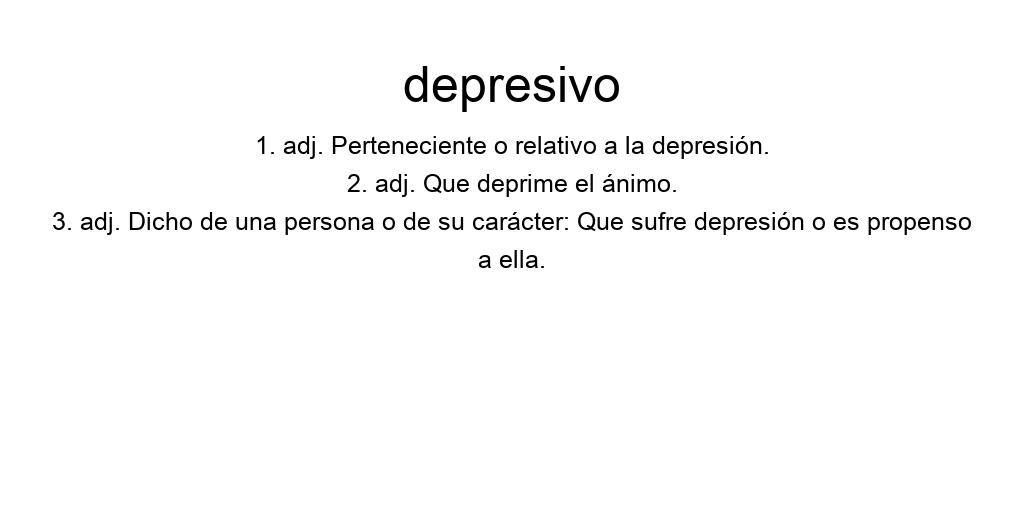 depresivo
1. adj. Perteneciente o relativo a la depresión.
2. adj. Que deprime el ánimo.
3. adj. Dicho de una persona o de su carácter: Que sufre depresión o es propenso
a ella.